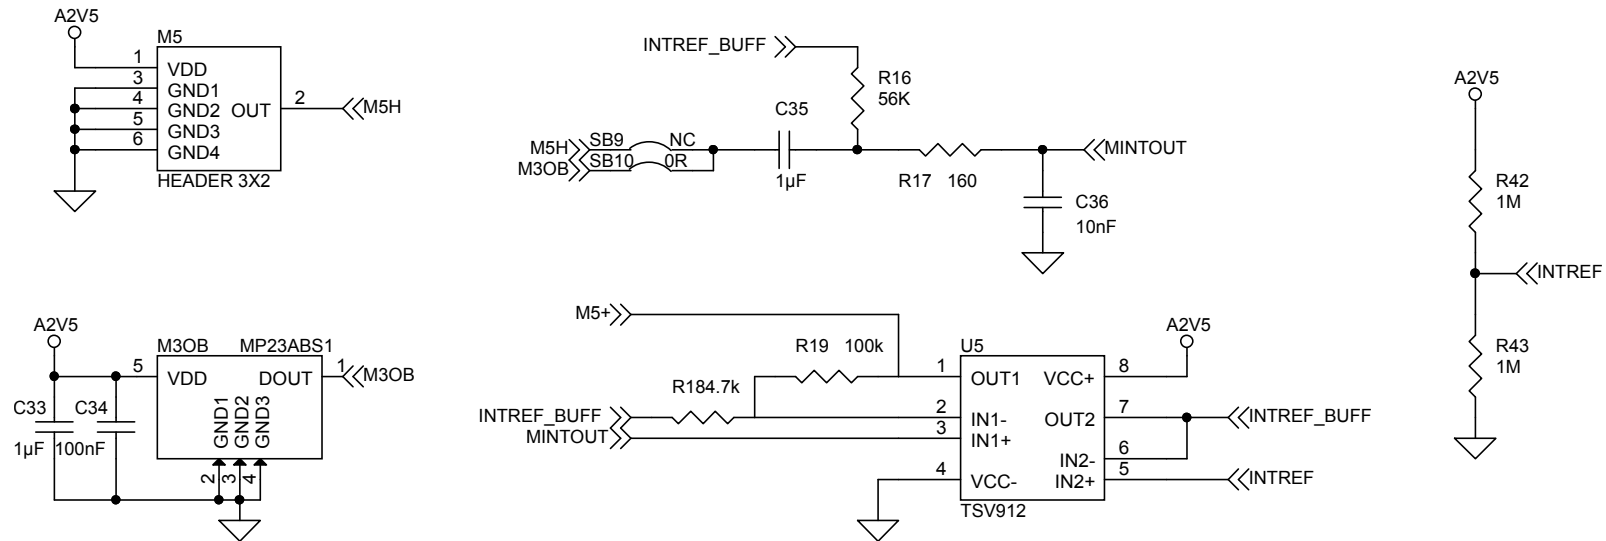 A2V5
M5
1
VDD
3
GND1
4
GND2
OUT
2
M5H
5
GND3
6
GND4
HEADER 3X2
INTREF_BUFF
R16
56K
C35
M5H
SB9
NC
M3OB
SB10
0R
1µF
R17
160
MINTOUT
C36
10nF
A2V5
R42
1M
INTREF
R43
1M
A2V5
M3OB
MP23ABS1
5
VDD
DOUT
1
M3OB
C33
C34
1µF
100nF
GND1
GND2
GND3
2
3
4
M5+
R19
100k
R184.7k
INTREF_BUFF
MINTOUT
U5
1
OUT1
2
IN1-
3
IN1+
4
VCC-
VCC+
8
A2V5
OUT2
7
INTREF_BUFF
IN2-
6
IN2+
5
INTREF
TSV912